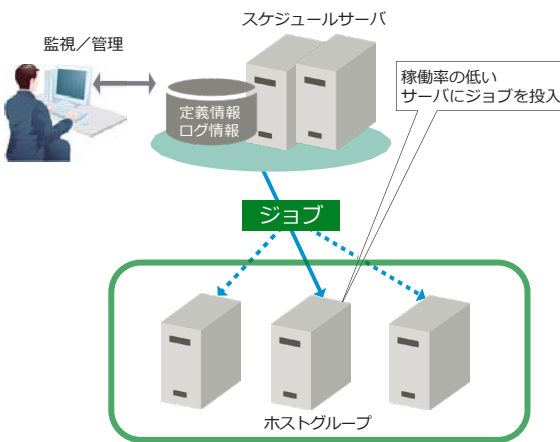 スケジュールサーバ
監視／管理
稼働率の低い
サーバにジョブを投入
定義情報
ログ情報
ジョブ
ホストグループ